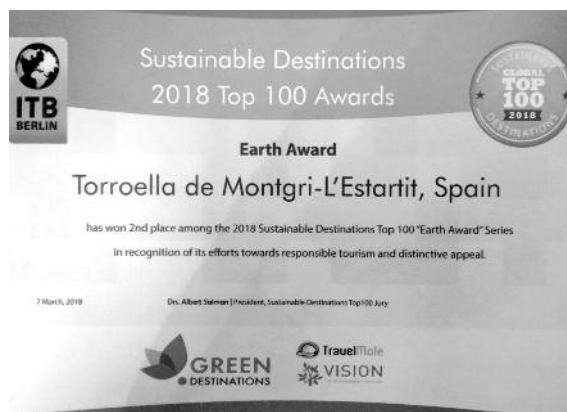 Sustainable Destinations
2018 Top 100 Awards
ITB
BERLIN
SUSTAINABLE
GLOBAL
TOP
100
2018
DESTINATIONS
Earth Award
Torroella de Montgri-L'Estartit, Spain
has won 2nd place among the 2018 Sustainable Destinations Top 100 "Earth Award" Series
in recognition of its efforts towards responsible tourism and distinctive appeal.
7 March, 2018
Drs. Albert Salman | President, Sustainable Destinations Top100 Jury
GREEN
DESTINATIONS
TravelMole
VISION